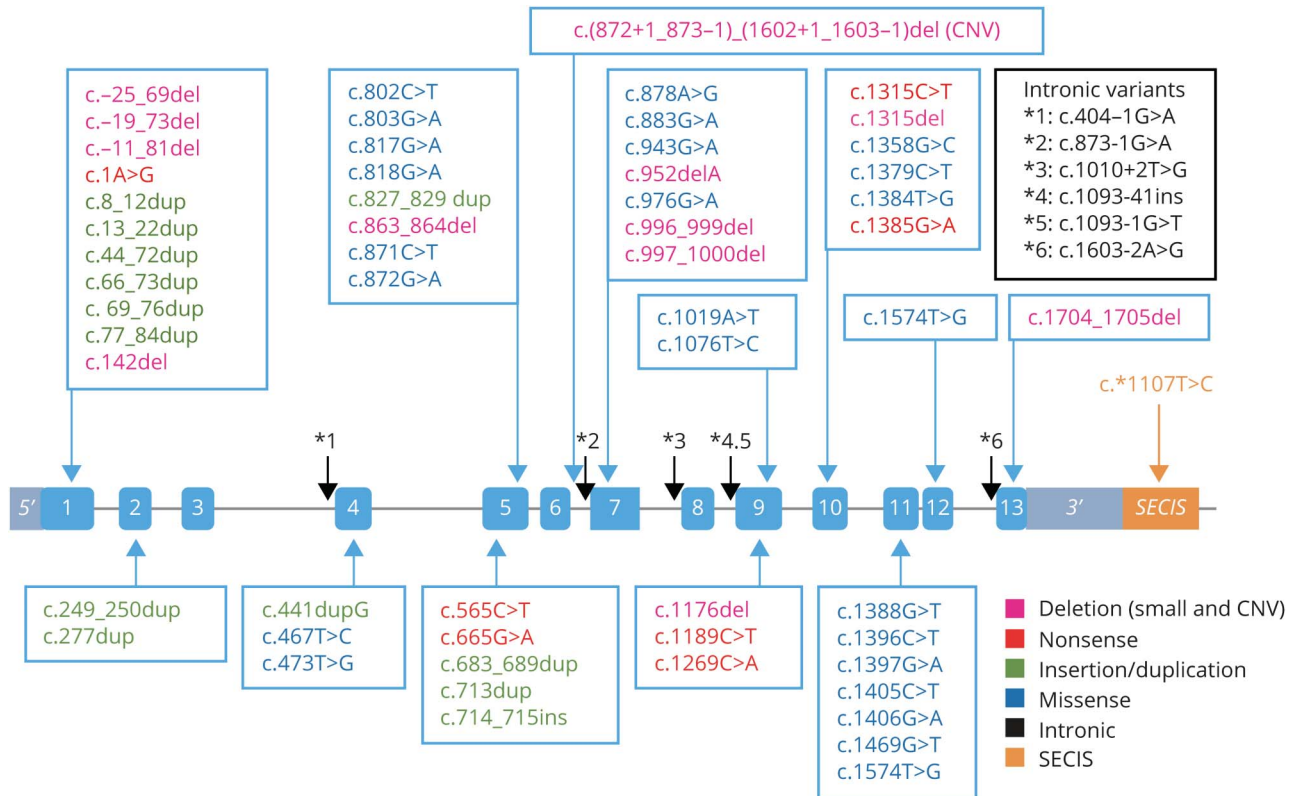 c.(872+1_873–1)_(1602+1_1603–1)del (CNV)
c.–25_69del
c.–19_73del
c.–11_81del
c.1A>G
c.8_12dup
c.13_22dup
c.44_72dup
c.66_73dup
c. 69_76dup
c.77_84dup
c.142del
c.802C>T
c.803G>A
c.817G>A
c.818G>A
c.827_829 dup
c.863_864del
c.871C>T
c.872G>A
c.878A>G
c.883G>A
c.943G>A
c.952delA
c.976G>A
c.996_999del
c.997_1000del
c.1315C>T
c.1315del
c.1358G>C
c.1379C>T
c.1384T>G
c.1385G>A
Intronic variants
*1: c.404–1G>A
*2: c.873-1G>A
*3: c.1010+2T>G
*4: c.1093-41ins
*5: c.1093-1G>T
*6: c.1603-2A>G
c.1019A>T
c.1076T>C
c.1574T>G
c.1704_1705del
c.*1107T>C
*1
*2
*3
*4.5
*6
5′ 1 2 3 4 5 6 7 8 9 10 11 12 13 3′ SECIS
c.249_250dup
c.277dup
c.441dupG
c.467T>C
c.473T>G
c.565C>T
c.665G>A
c.683_689dup
c.713dup
c.714_715ins
c.1176del
c.1189C>T
c.1269C>A
c.1388G>T
c.1396C>T
c.1397G>A
c.1405C>T
c.1406G>A
c.1469G>T
c.1574T>G
Deletion (small and CNV)
Nonsense
Insertion/duplication
Missense
Intronic
SECIS